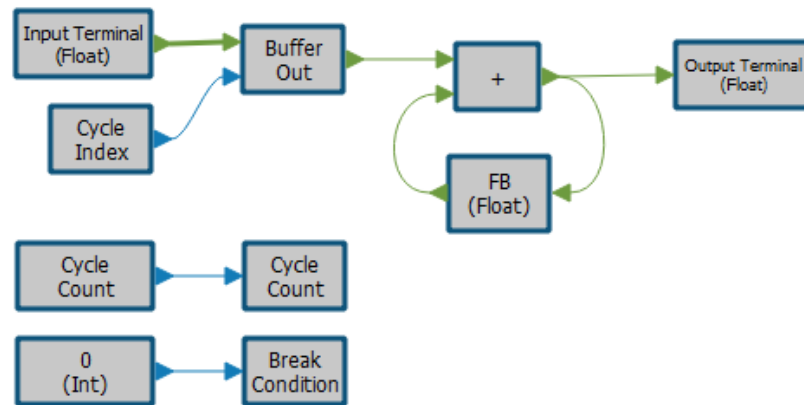 Input Terminal
(Float)
Buffer
Out
+
Output Terminal
(Float)
Cycle
Index
FB
(Float)
Cycle
Count
Cycle
Count
0
(Int)
Break
Condition